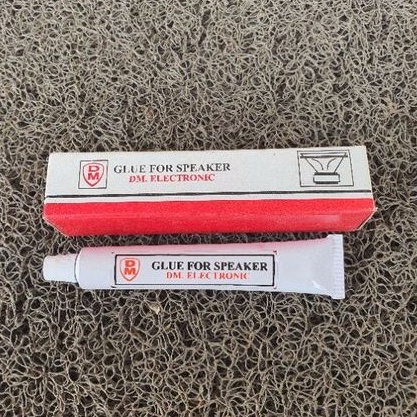 DM
GLUE FOR SPEAKER
DM. ELECTRONIC
DM
GLUE FOR SPEAKER
DM. ELECTRONIC